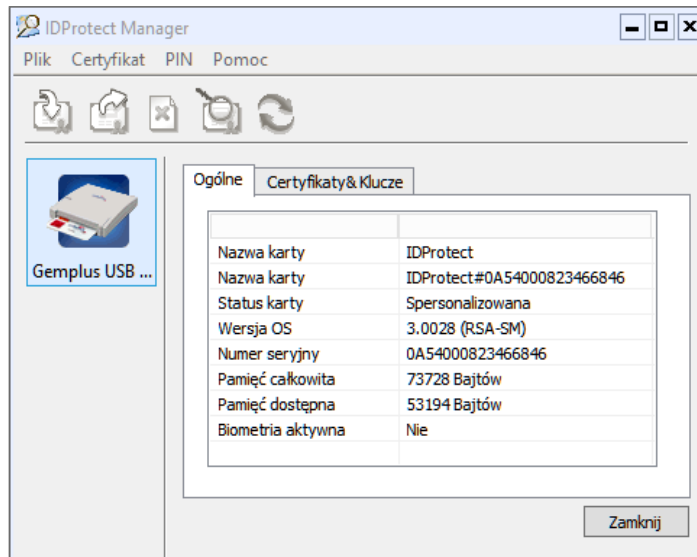 IDProtect Manager
Plik Certyfikat PIN Pomoc
Gemplus USB ...
Ogólne Certyfikaty& Klucze
Nazwa karty IDProtect
Nazwa karty IDProtect#0A54000823466846
Status karty Spersonalizowana
Wersja OS 3.0028 (RSA-SM)
Numer seryjny 0A54000823466846
Pamięć całkowita 73728 Bajtów
Pamięć dostępna 53194 Bajtów
Biometria aktywna Nie
Zamknij